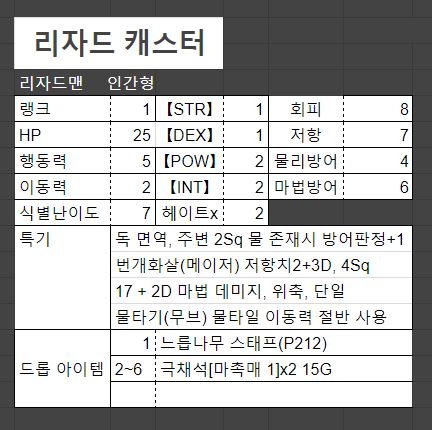 리자드 캐스터
리자드맨 인간형
랭크 1 【STR】 1 회피 8
HP 25 【DEX】 1 저항 7
행동력 5 【POW】 2 물리방어 4
이동력 2 【INT】 2 마법방어 6
식별난이도 7 헤이트x 2
특기 독 면역, 주변 2Sq 물 존재시 방어판정+1
번개화살(메이저) 저항치2+3D, 4Sq
17 + 2D 마법 데미지, 위축, 단일
물타기(무브) 물타일 이동력 절반 사용
드롭 아이템 1 느릅나무 스태프(P212)
2~6 극채석[마촉매 1]x2 15G